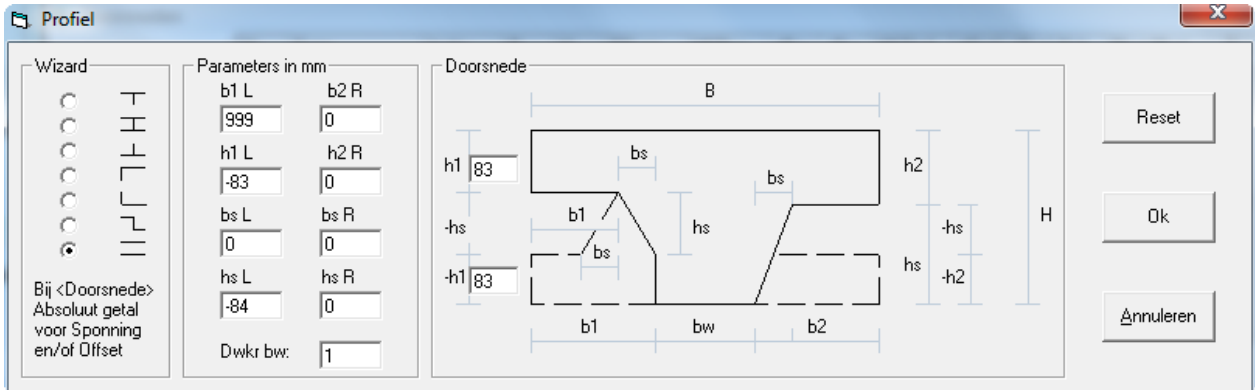 Profiel
Wizard
Bij <Doorsnede>
Absoluut getal
voor Sponning
en/of Offset
Parameters in mm
b1 L b2 R
999 0
h1 L h2 R
-83 0
bs L bs R
0 0
hs L hs R
-84 0
Dwkr bw: 1
Doorsnede
B
h1 83
bs
bs
h2
b1
-hs
hs
-hs
H
bs
hs
-h1 83
-h2
b1 bw b2
Reset
Ok
Annuleren